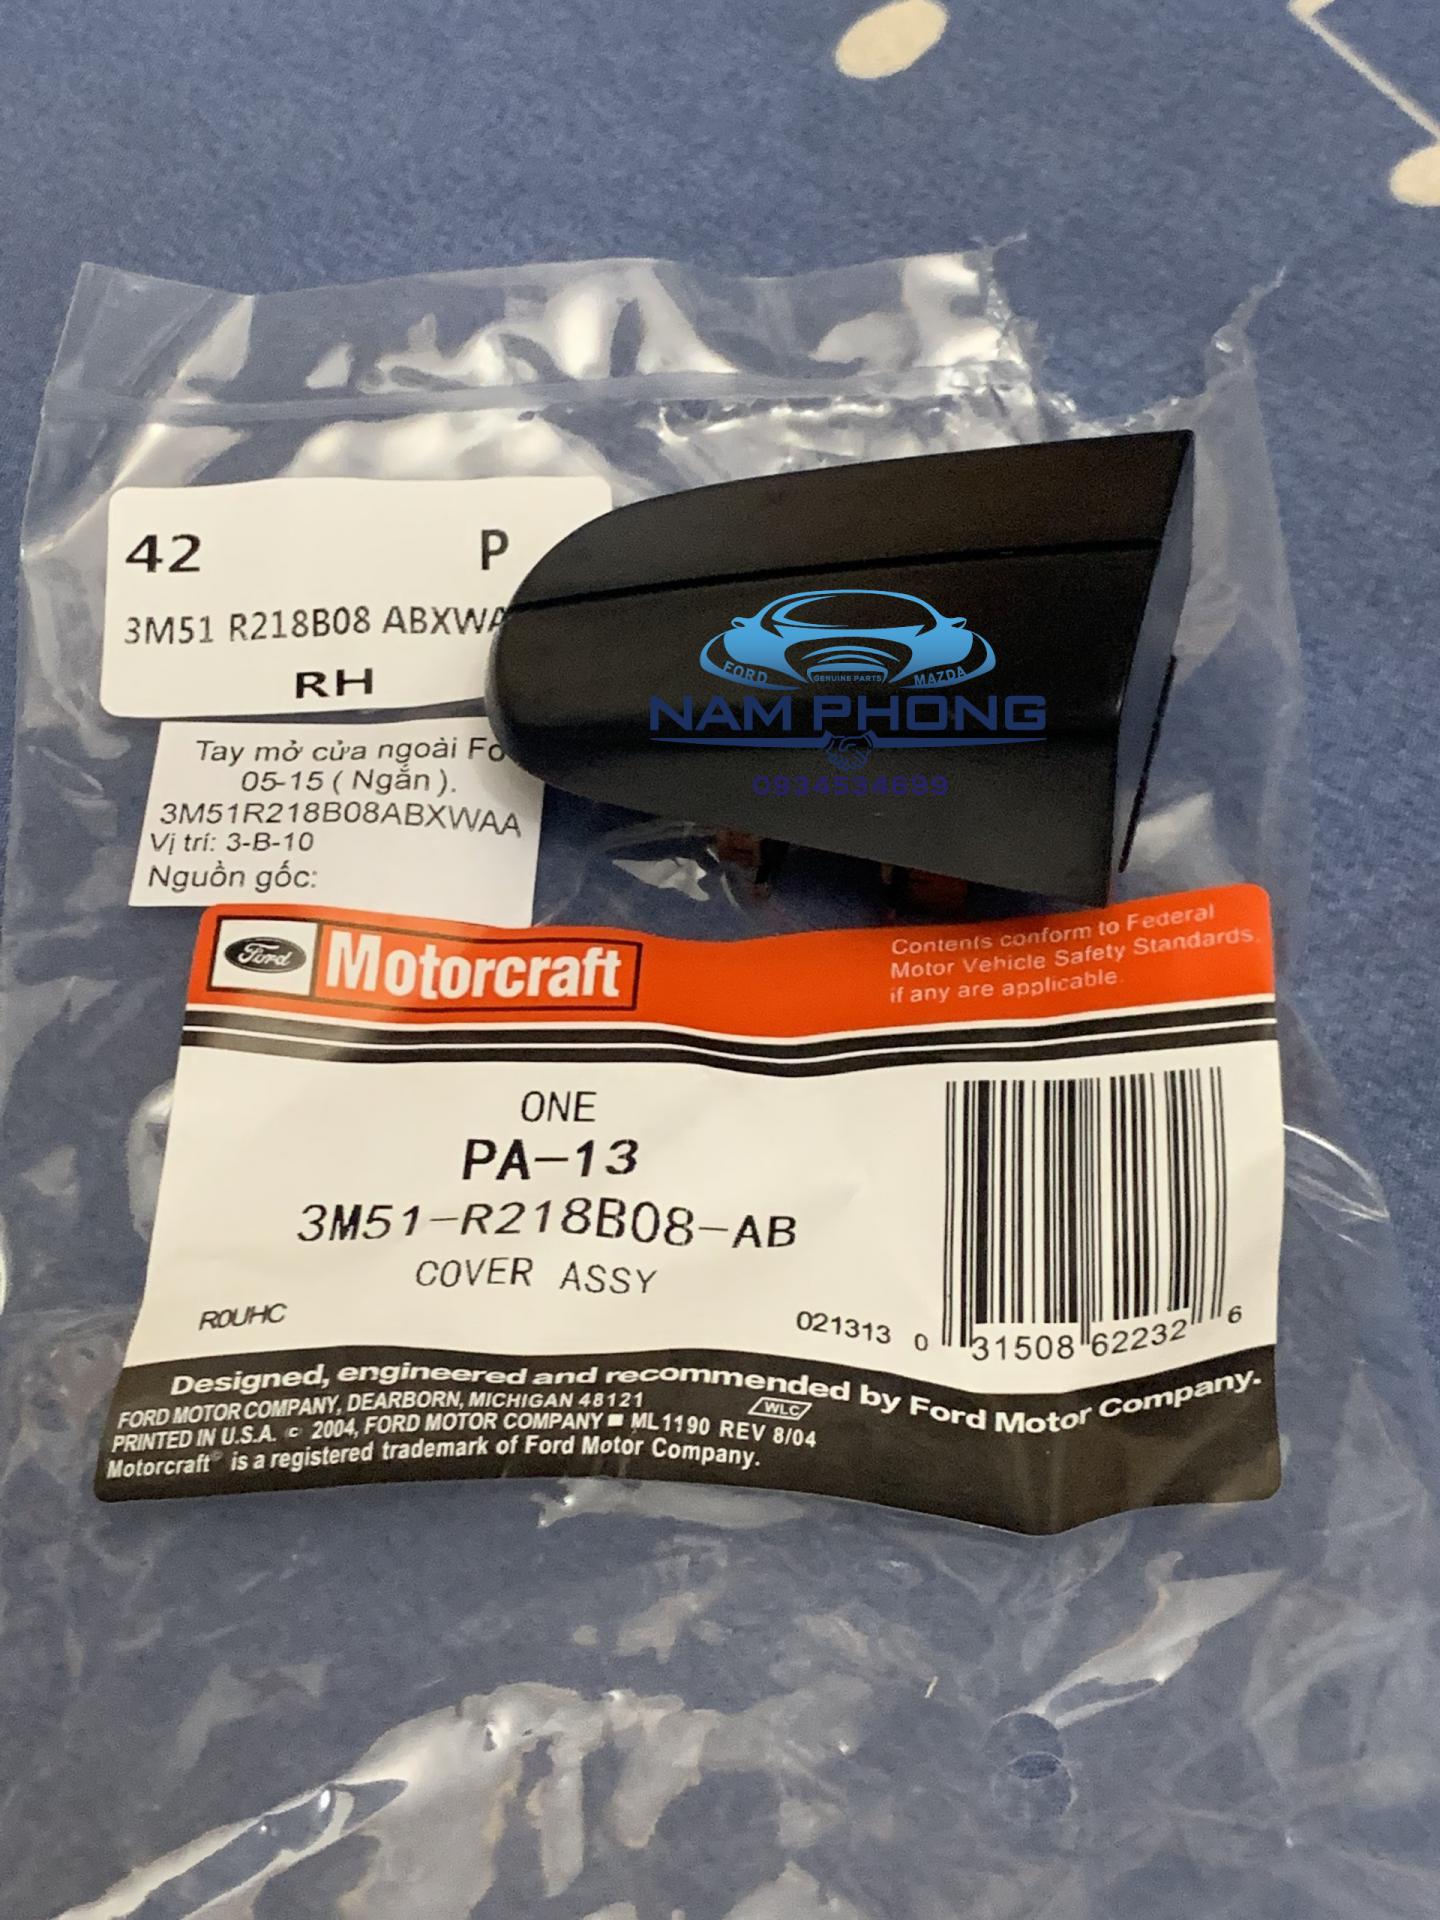 42 P
3M51 R218B08 ABXWA
RH
Tay mở cửa ngoài Fo
05-15 ( Ngắn ).
3M51R218B08ABXWAA
Vị trí: 3-B-10
Nguồn gốc:
FORD GENUINE PARTS MAZDA
NAM PHONG
0934534699
Ford Motorcraft
Contents conform to Federal
Motor Vehicle Safety Standards,
if any are applicable.
ONE
PA-13
3M51-R218B08-AB
COVER ASSY
R0UHC
021313
0 31508 62232 6
Designed, engineered and recommended by Ford Motor Company.
FORD MOTOR COMPANY, DEARBORN, MICHIGAN 48121
WLC
PRINTED IN U.S.A. © 2004, FORD MOTOR COMPANY ■ ML1190 REV 8/04
Motorcraft® is a registered trademark of Ford Motor Company.